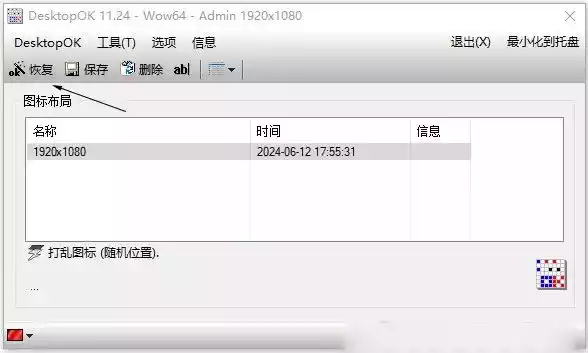 DesktopOK 11.24 - Wow64 - Admin 1920x1080
DesktopOK 工具(T) 选项 信息 退出(X) 最小化到托盘
恢复 保存 删除 ab|
图标布局
名称 时间 信息
1920x1080 2024-06-12 17:55:31
打乱图标 (随机位置).
...